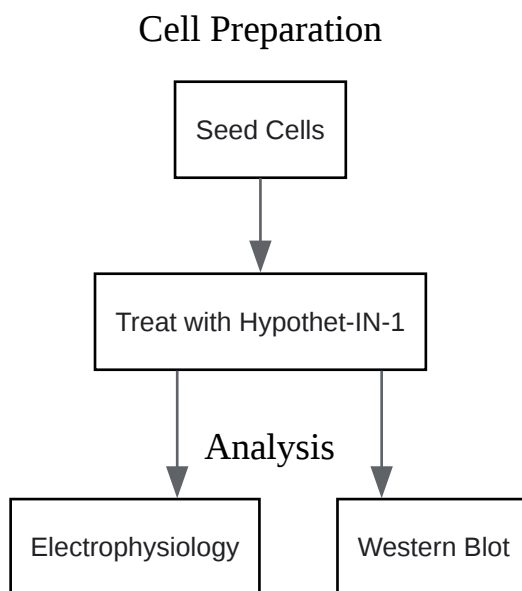 Cell Preparation
Seed Cells
Treat with Hypothet-IN-1
Analysis
Electrophysiology
Western Blot